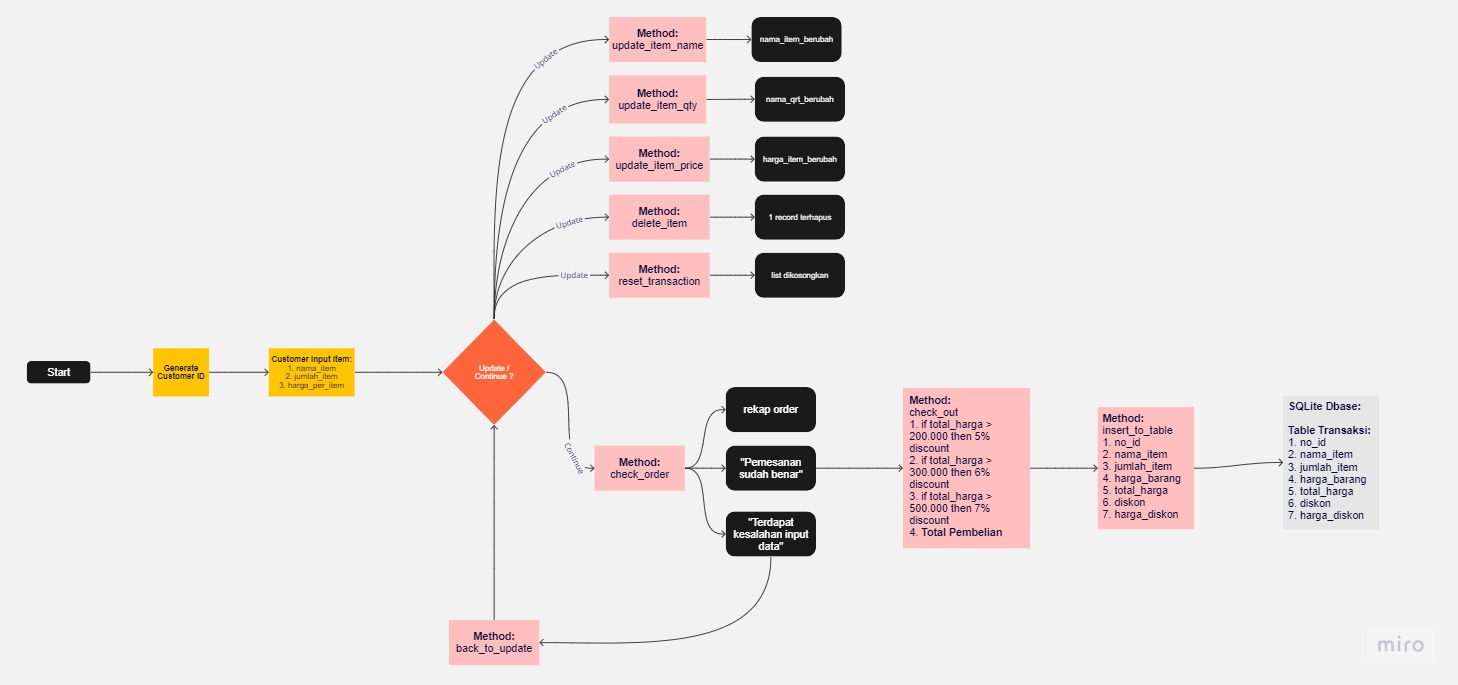 Method:
update_item_name
nama_item_berubah
Update
Method:
update_item_qty
nama_qrt_berubah
Update
Method:
update_item_price
harga_item_berubah
Update
Method:
delete_item
1 record terhapus
Update
Method:
reset_transaction
list dikosongkan
Update
Start
Generate
Customer ID
Customer Input Item:
1. nama_item
2. jumlah_item
3. harga_per_item
Update /
Continue ?
Continue
Method:
check_order
rekap order
"Pemesanan
sudah benar"
"Terdapat
kesalahan input
data"
Method:
back_to_update
Method:
check_out
1. if total_harga >
200.000 then 5%
discount
2. if total_harga >
300.000 then 6%
discount
3. if total_harga >
500.000 then 7%
discount
4. Total Pembelian
Method:
insert_to_table
1. no_id
2. nama_item
3. jumlah_item
4. harga_barang
5. total_harga
6. diskon
7. harga_diskon
SQLite Dbase:
Table Transaksi:
1. no_id
2. nama_item
3. jumlah_item
4. harga_barang
5. total_harga
6. diskon
7. harga_diskon
miro